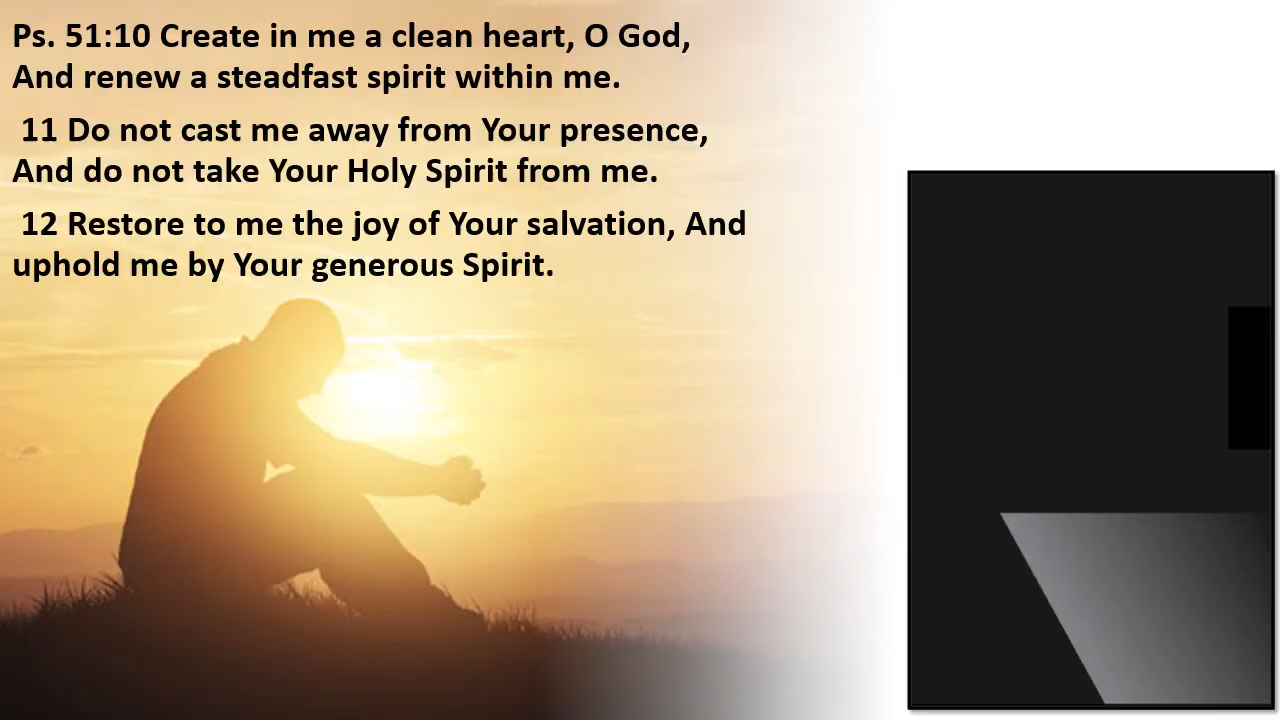 Ps. 51:10 Create in me a clean heart, O God,
And renew a steadfast spirit within me.
11 Do not cast me away from Your presence,
And do not take Your Holy Spirit from me.
12 Restore to me the joy of Your salvation, And
uphold me by Your generous Spirit.